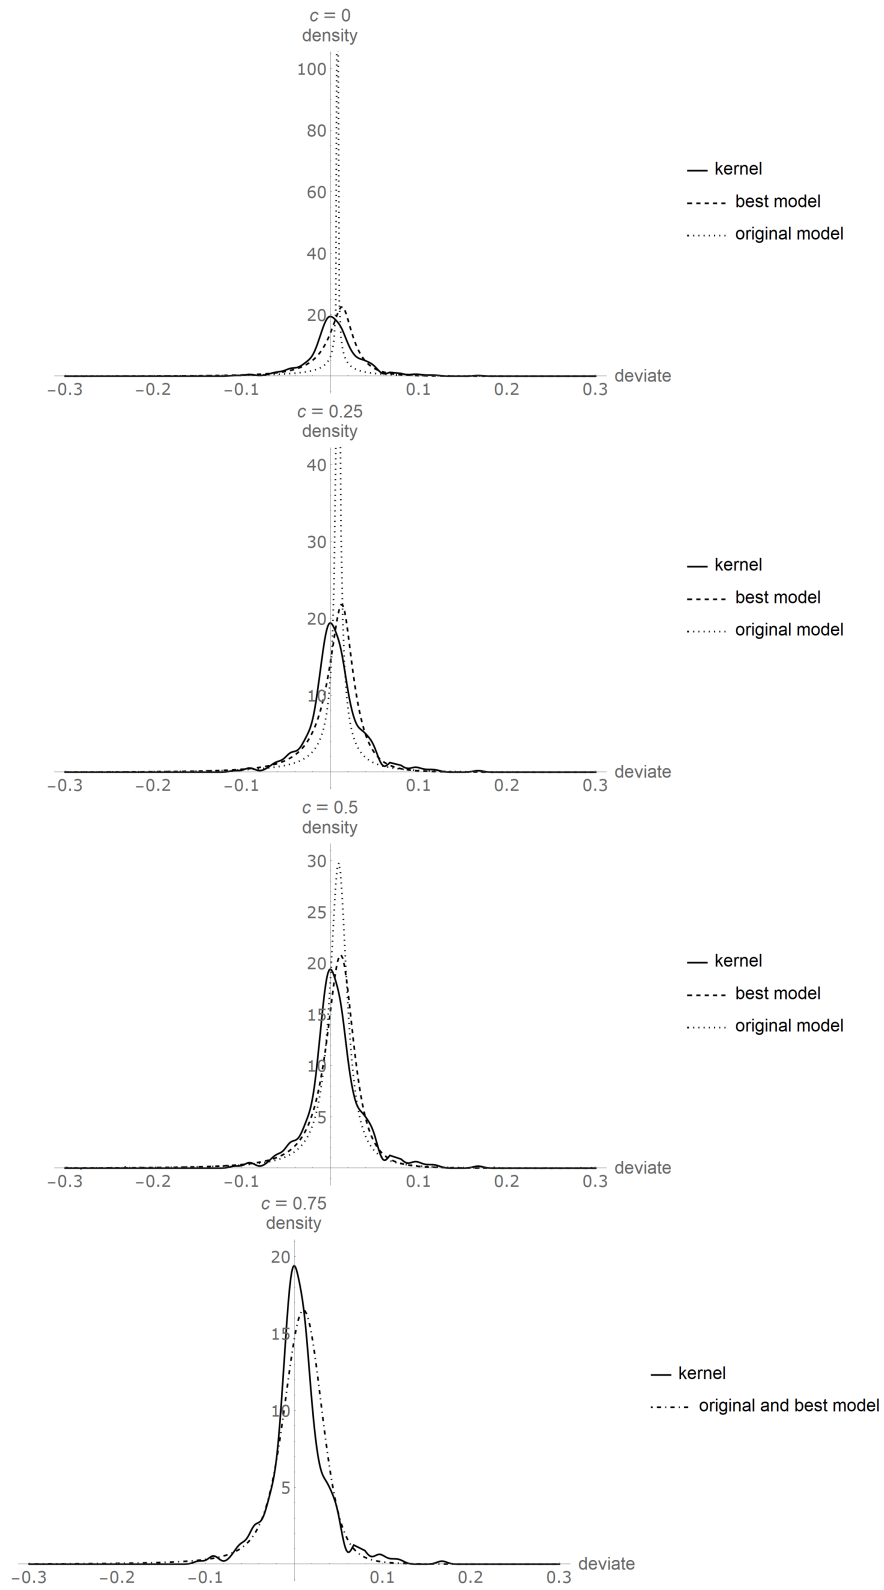 c = 0
density
100
80
60
40
20
−0.3 −0.2 −0.1 0.1 0.2 0.3 deviate
kernel
best model
original model
c = 0.25
density
40
30
20
10
−0.3 −0.2 −0.1 0.1 0.2 0.3 deviate
kernel
best model
original model
c = 0.5
density
30
25
20
15
10
5
−0.3 −0.2 −0.1 0.1 0.2 0.3 deviate
kernel
best model
original model
c = 0.75
density
20
15
10
5
−0.3 −0.2 −0.1 0.1 0.2 0.3 deviate
kernel
original and best model